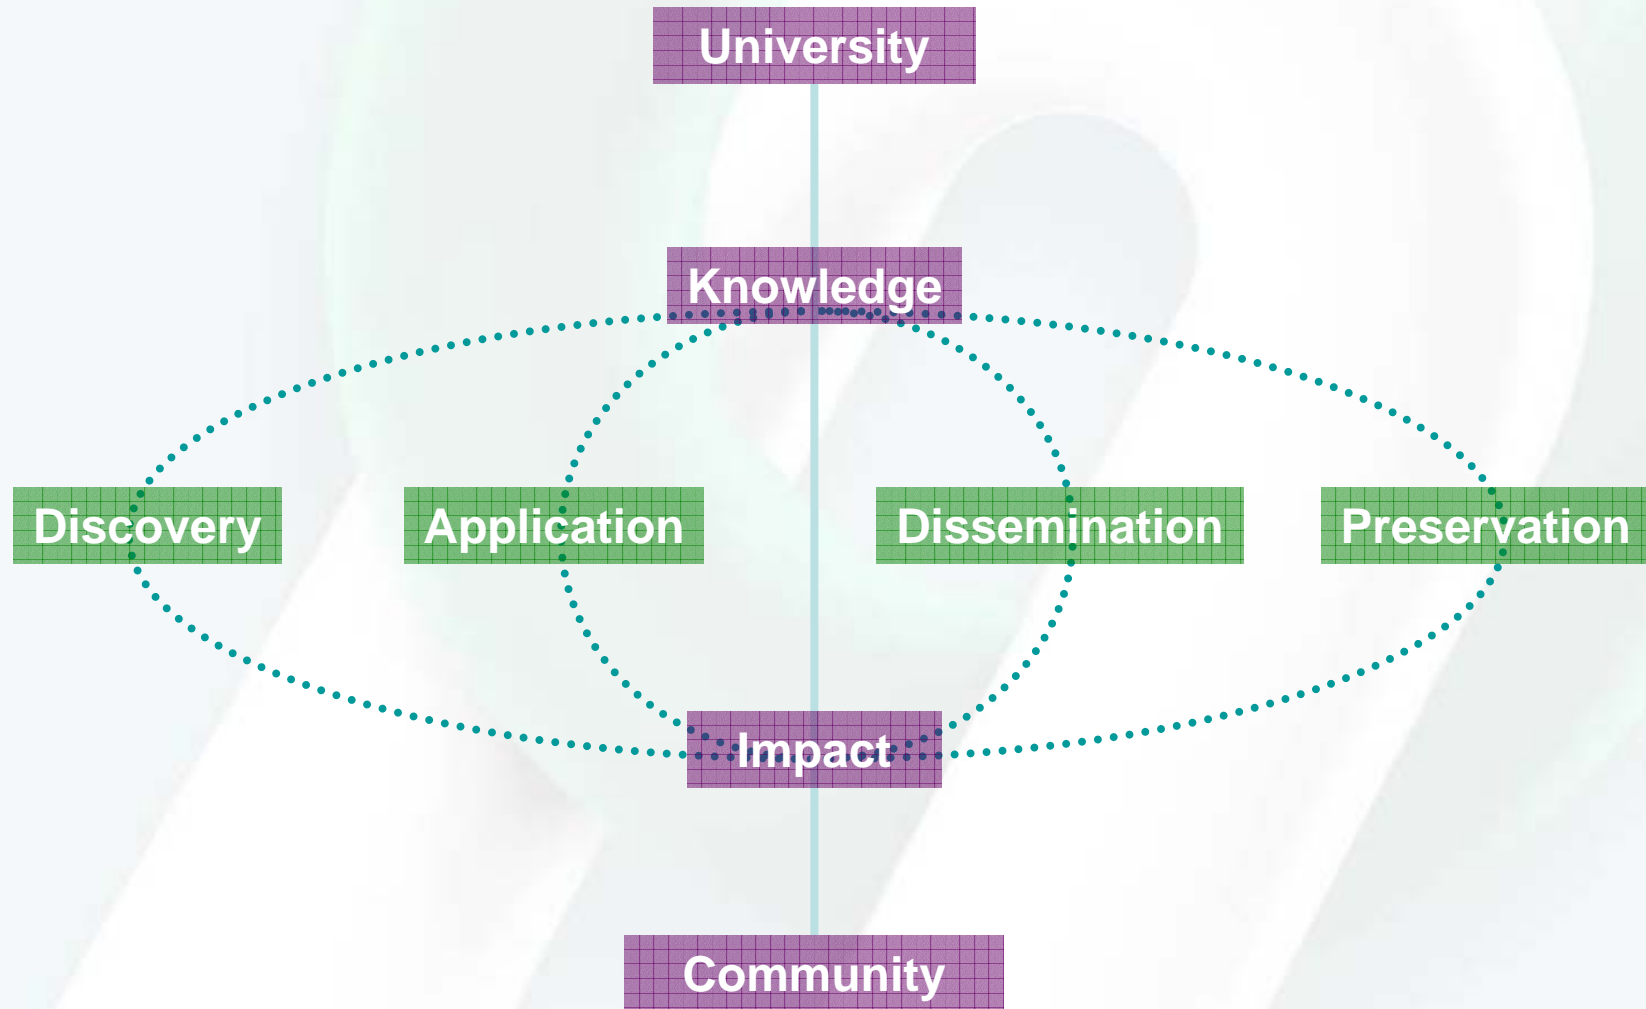 University
Knowledge
Discovery
Application
Dissemination
Preservation
Impact
Community